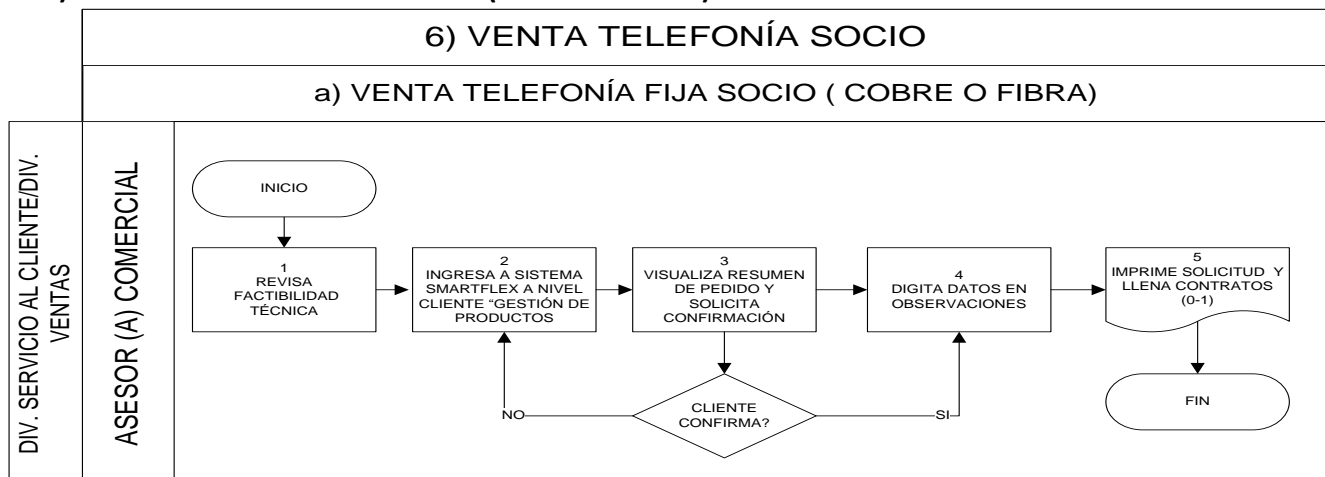 6) VENTA TELEFONÍA SOCIO
a) VENTA TELEFONÍA FIJA SOCIO ( COBRE O FIBRA)
DIV. SERVICIO AL CLIENTE/DIV.
VENTAS
ASESOR (A) COMERCIAL
INICIO
1
REVISA
FACTIBILIDAD
TÉCNICA
2
INGRESA A SISTEMA
SMARTFLEX A NIVEL
CLIENTE “GESTIÓN DE
PRODUCTOS
3
VISUALIZA RESUMEN
DE PEDIDO Y
SOLICITA
CONFIRMACIÓN
4
DIGITA DATOS EN
OBSERVACIONES
5
IMPRIME SOLICITUD Y
LLENA CONTRATOS
(0-1)
CLIENTE
CONFIRMA?
NO
SI
FIN